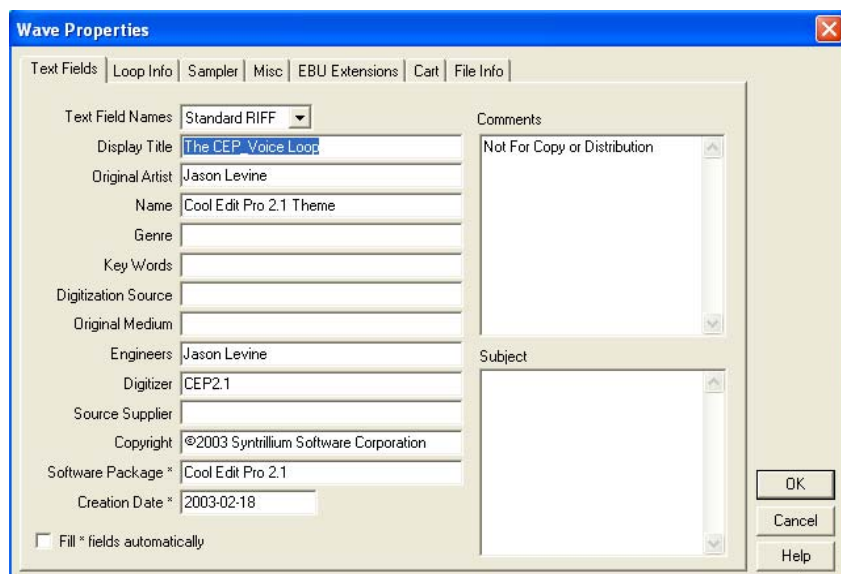 Wave Properties
Text Fields
Loop Info
Sampler
Misc
EBU Extensions
Cart
File Info
Text Field Names
Standard RIFF
Display Title
The CEP_Voice Loop
Original Artist
Jason Levine
Name
Cool Edit Pro 2.1 Theme
Genre
Key Words
Digitization Source
Original Medium
Engineers
Jason Levine
Digitizer
CEP2.1
Source Supplier
Copyright
©2003 Syntrillium Software Corporation
Software Package *
Cool Edit Pro 2.1
Creation Date *
2003-02-18
Fill * fields automatically
Comments
Not For Copy or Distribution
Subject
OK
Cancel
Help